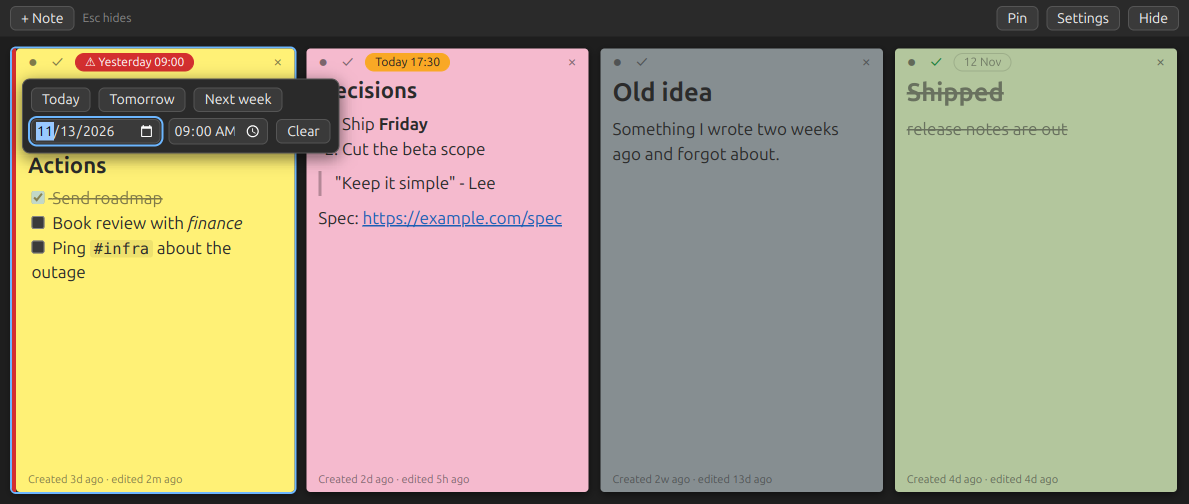 + Note
Esc hides
Pin
Settings
Hide
⚠ Yesterday 09:00
Today
Tomorrow
Next week
11/13/2026
09:00 AM
Clear
Actions
Send roadmap
Book review with finance
Ping #infra about the
outage
Created 3d ago · edited 2m ago
Today 17:30
ecisions
Ship Friday
2. Cut the beta scope
"Keep it simple" - Lee
Spec: https://example.com/spec
Created 2d ago · edited 5h ago
Old idea
Something I wrote two weeks
ago and forgot about.
Created 2w ago · edited 13d ago
12 Nov
Shipped
release notes are out
Created 4d ago · edited 4d ago